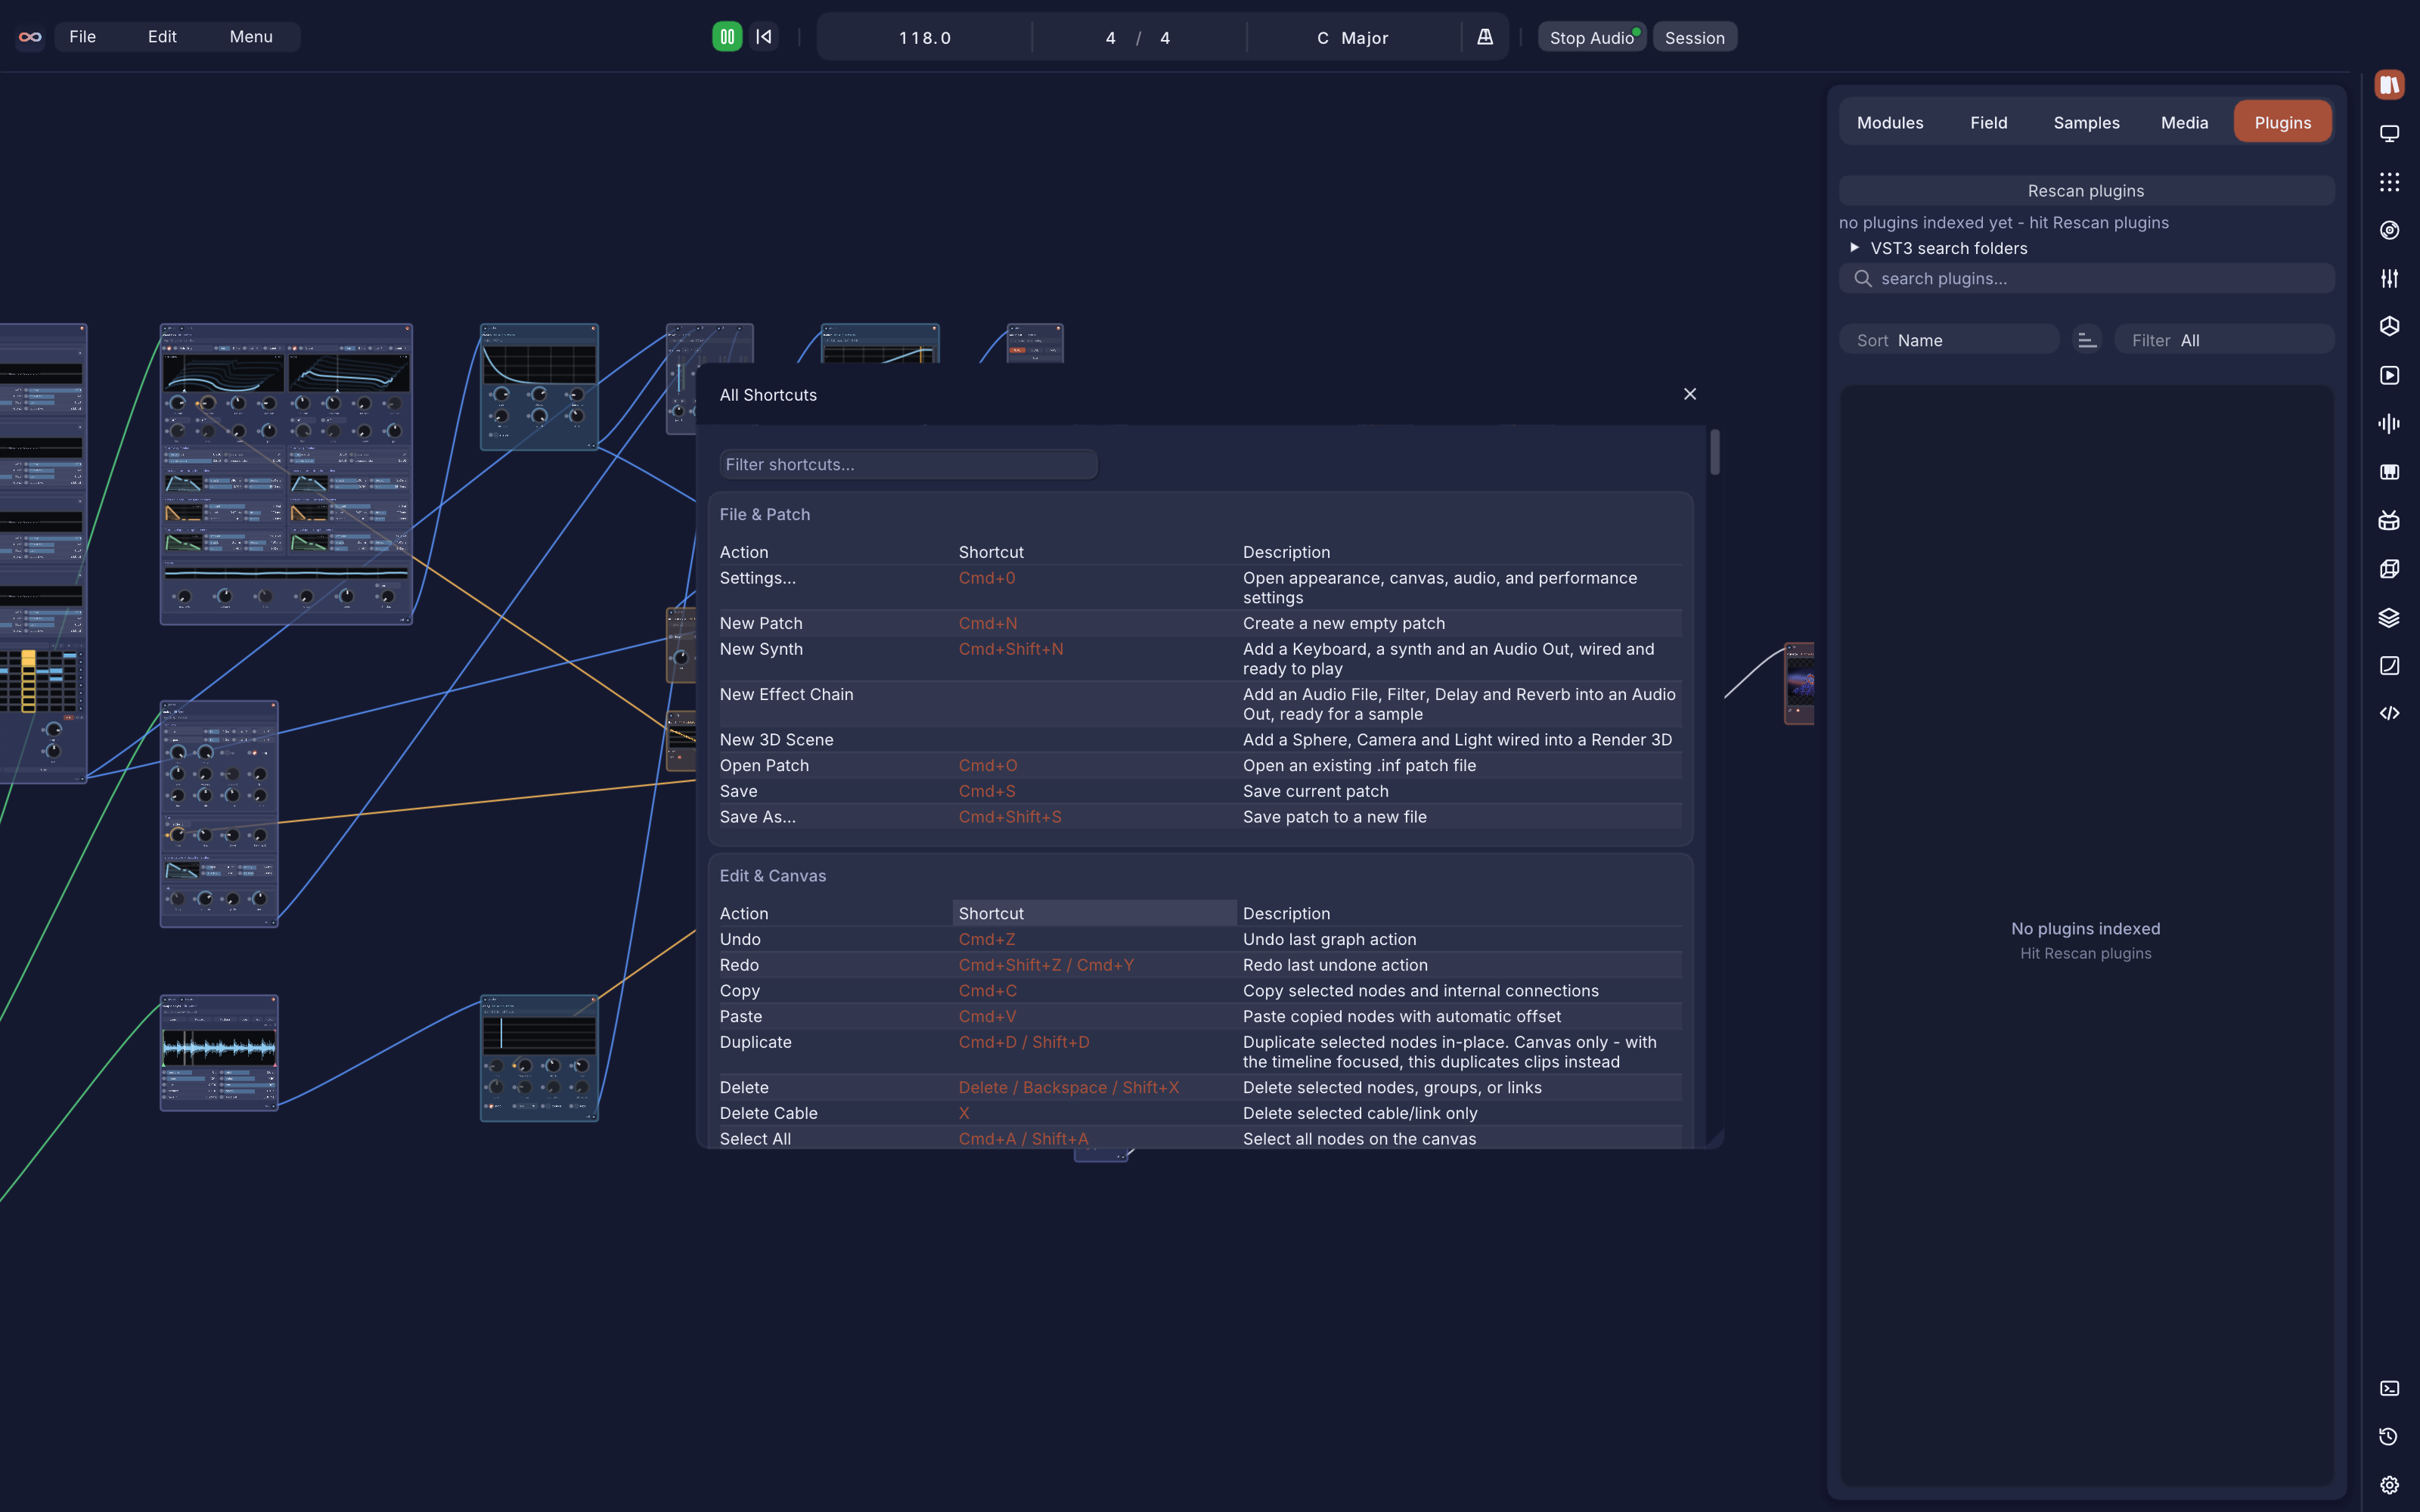 File Edit Menu
118.0 4 / 4 C Major Stop Audio Session
Modules Field Samples Media Plugins
Rescan plugins
no plugins indexed yet - hit Rescan plugins
VST3 search folders
search plugins...
Sort Name Filter All
No plugins indexed
Hit Rescan plugins
All Shortcuts
Filter shortcuts...
File & Patch
Action Shortcut Description
Settings... Cmd+0 Open appearance, canvas, audio, and performance
settings
New Patch Cmd+N Create a new empty patch
New Synth Cmd+Shift+N Add a Keyboard, a synth and an Audio Out, wired and
ready to play
New Effect Chain Add an Audio File, Filter, Delay and Reverb into an Audio
Out, ready for a sample
New 3D Scene Add a Sphere, Camera and Light wired into a Render 3D
Open Patch Cmd+O Open an existing .inf patch file
Save Cmd+S Save current patch
Save As... Cmd+Shift+S Save patch to a new file
Edit & Canvas
Action Shortcut Description
Undo Cmd+Z Undo last graph action
Redo Cmd+Shift+Z / Cmd+Y Redo last undone action
Copy Cmd+C Copy selected nodes and internal connections
Paste Cmd+V Paste copied nodes with automatic offset
Duplicate Cmd+D / Shift+D Duplicate selected nodes in-place. Canvas only - with
the timeline focused, this duplicates clips instead
Delete Delete / Backspace / Shift+X Delete selected nodes, groups, or links
Delete Cable X Delete selected cable/link only
Select All Cmd+A / Shift+A Select all nodes on the canvas